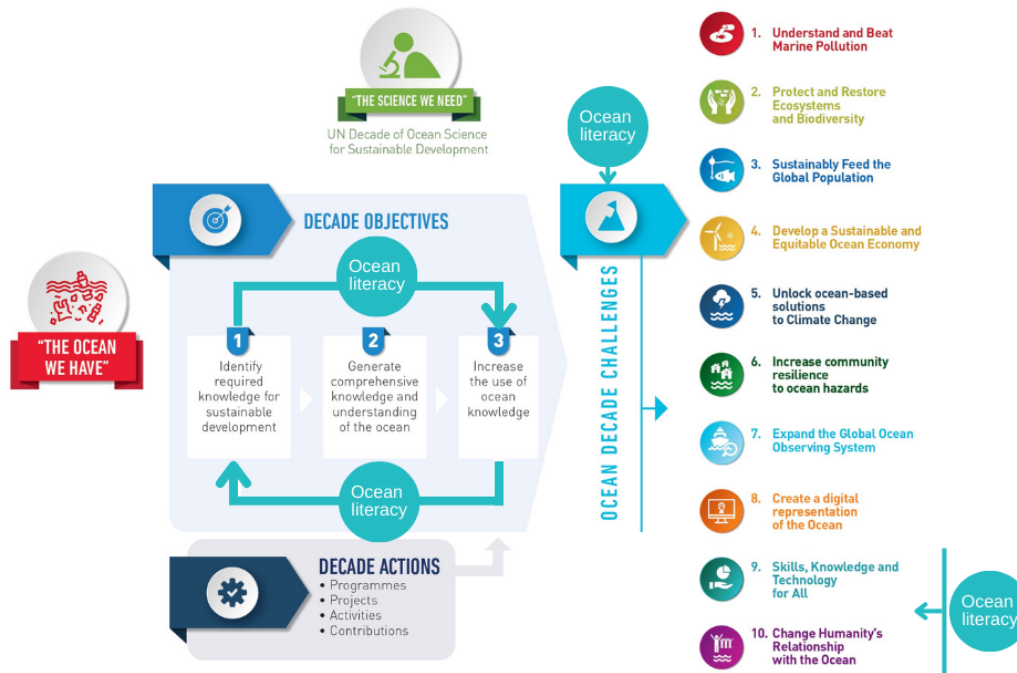 "THE SCIENCE WE NEED"
UN Decade of Ocean Science
for Sustainable Development
"THE OCEAN
WE HAVE"
DECADE OBJECTIVES
Ocean
literacy
1
Identify
required
knowledge for
sustainable
development
2
Generate
comprehensive
knowledge and
understanding
of the ocean
3
Increase
the use of
ocean
knowledge
Ocean
literacy
DECADE ACTIONS
• Programmes
• Projects
• Activities
• Contributions
Ocean
literacy
OCEAN DECADE CHALLENGES
1. Understand and Beat
Marine Pollution
2. Protect and Restore
Ecosystems
and Biodiversity
3. Sustainably Feed the
Global Population
4. Develop a Sustainable and
Equitable Ocean Economy
5. Unlock ocean-based
solutions
to Climate Change
6. Increase community
resilience
to ocean hazards
7. Expand the Global Ocean
Observing System
8. Create a digital
representation
of the Ocean
9. Skills, Knowledge and
Technology
for All
10. Change Humanity's
Relationship
with the Ocean
Ocean
literacy